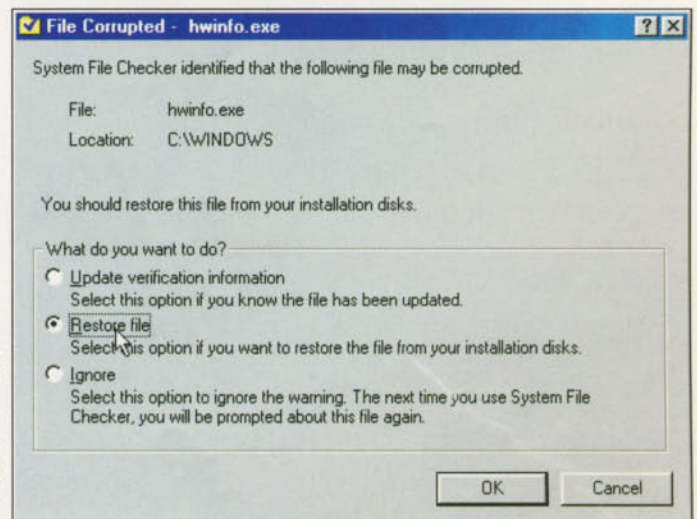 File Corrupted - hwinfo.exe
System File Checker identified that the following file may be corrupted.
File: hwinfo.exe
Location: C:\WINDOWS
You should restore this file from your installation disks.
What do you want to do?
Update verification information
Select this option if you know the file has been updated.
Restore file
Select this option if you want to restore the file from your installation disks.
Ignore
Select this option to ignore the warning. The next time you use System File
Checker, you will be prompted about this file again.
OK
Cancel